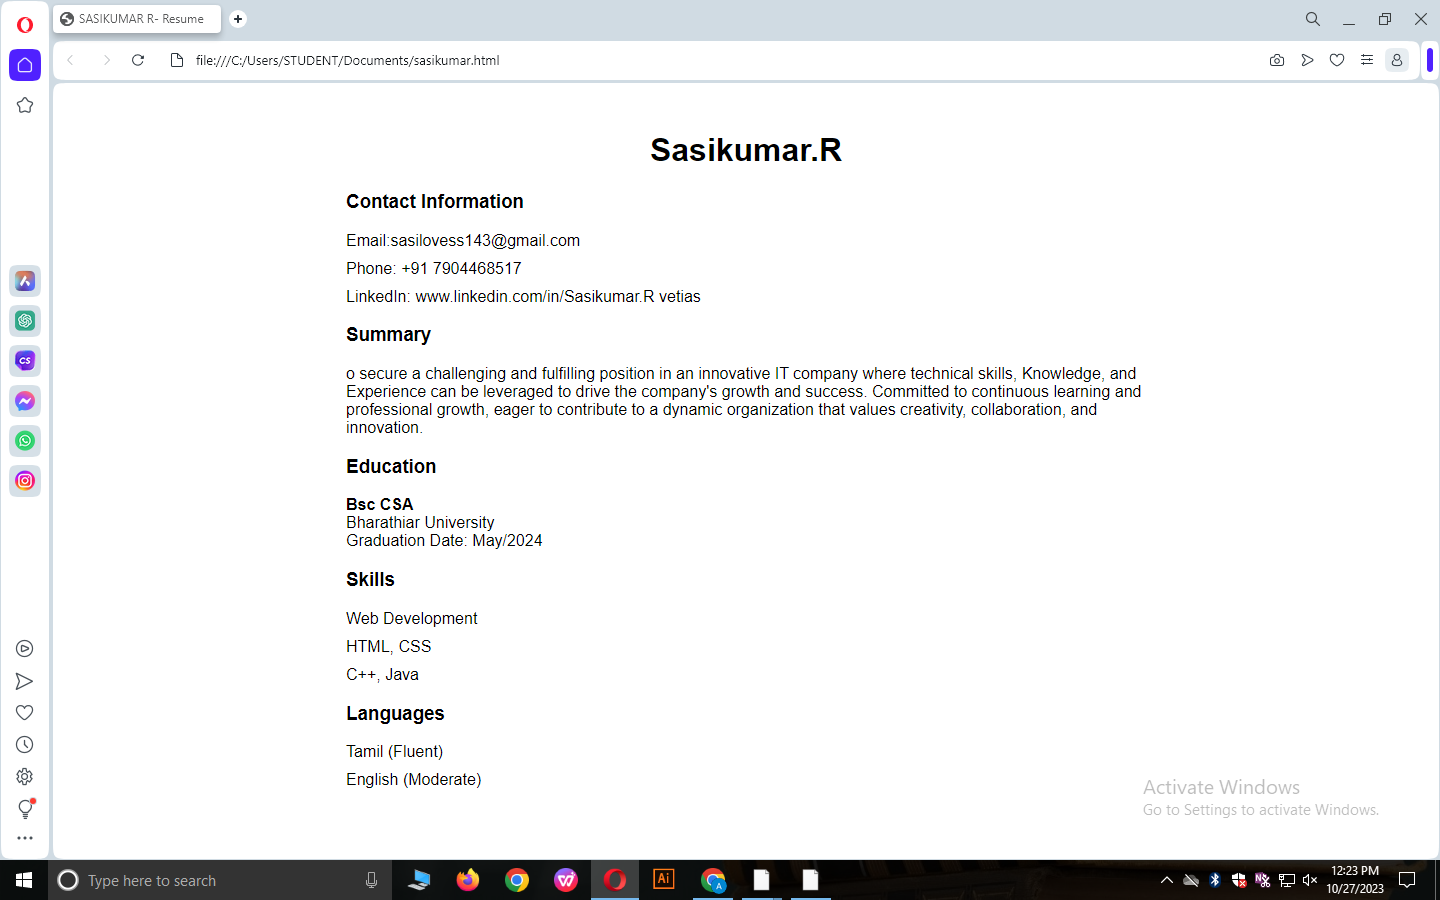 SASIKUMAR R- Resume
file:///C:/Users/STUDENT/Documents/sasikumar.html
Sasikumar.R
Contact Information
Email:sasilovess143@gmail.com
Phone: +91 7904468517
LinkedIn: www.linkedin.com/in/Sasikumar.R vetias
Summary
o secure a challenging and fulfilling position in an innovative IT company where technical skills, Knowledge, and
Experience can be leveraged to drive the company's growth and success. Committed to continuous learning and
professional growth, eager to contribute to a dynamic organization that values creativity, collaboration, and
innovation.
Education
Bsc CSA
Bharathiar University
Graduation Date: May/2024
Skills
Web Development
HTML, CSS
C++, Java
Languages
Tamil (Fluent)
English (Moderate)
CS
Activate Windows
Go to Settings to activate Windows.
Type here to search
Ai
A
12:23 PM
10/27/2023